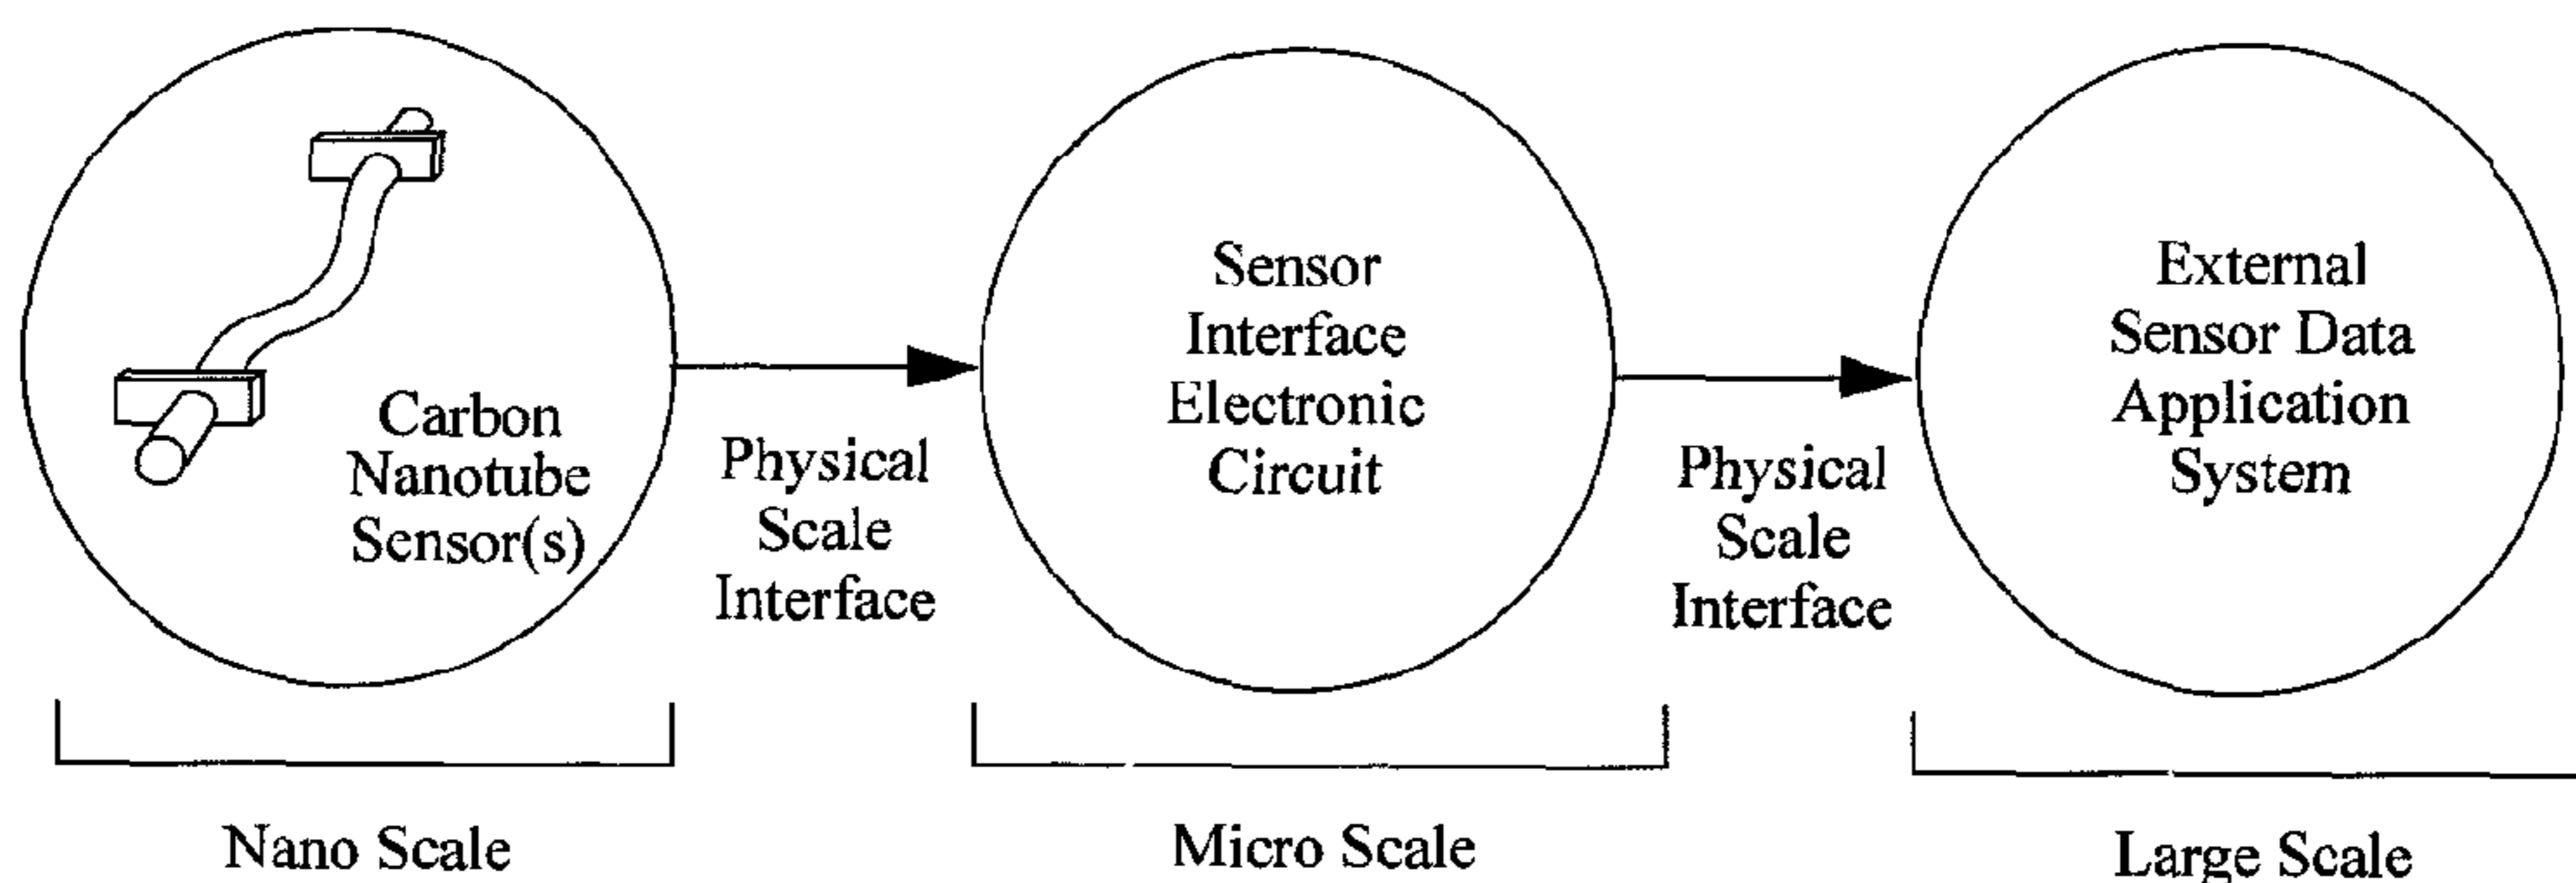 Carbon
Nanotube
Sensor(s)
Physical
Scale
Interface
Sensor
Interface
Electronic
Circuit
Physical
Scale
Interface
External
Sensor Data
Application
System
Nano Scale
Micro Scale
Large Scale